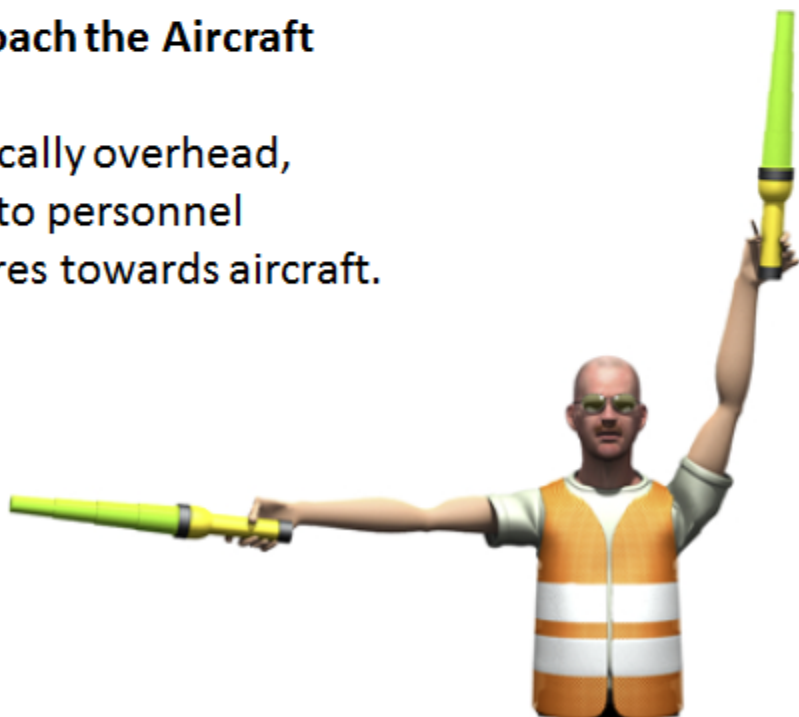 oach the Aircraft
cally overhead,
to personnel
res towards aircraft.